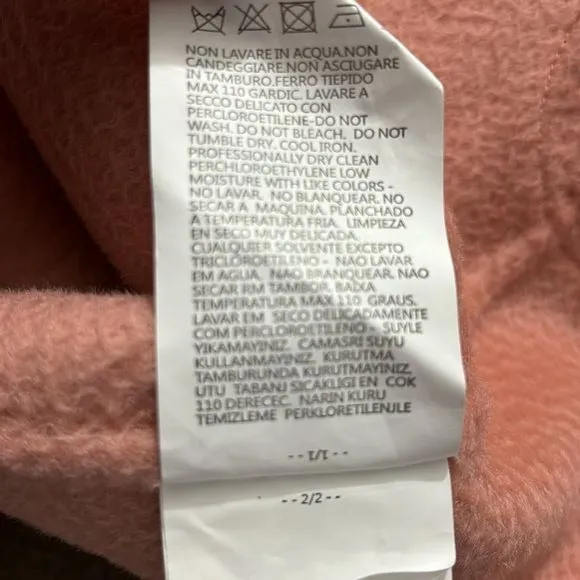 NON LAVARE IN ACQUA.NON
CANDEGGIARE.NON ASCIUGARE
IN TAMBURO.FERRO TIEPIDO
MAX 110 GARDIC. LAVARE A
SECCO DELICATO CON
PERCLOROETILENE-DO NOT
WASH. DO NOT BLEACH. DO NOT
TUMBLE DRY. COOL IRON.
PROFESSIONALLY DRY CLEAN
PERCHLOROETHYLENE LOW
MOISTURE WITH LIKE COLORS -
NO LAVAR. NO BLANQUEAR. NO
SECAR A MAQUINA. PLANCHADO
A TEMPERATURA FRIA. LIMPIEZA
EN SECO MUY DELICADA.
CUALQUIER SOLVENTE EXCEPTO
TRICLOROETILENO - NAO LAVAR
EM AGUA. NAO BRANQUEAR. NAO
SECAR RM TAMBOR. BAIXA
TEMPERATURA MAX 110 GRAUS.
LAVAR EM SECO DELICADAMENTE
COM PERCLOROETILENO - SUYLE
YIKAMAYINIZ. CAMASRI SUYU
KULLANMAYINIZ. KURUTMA
TAMBURUNDA KURUTMAYINIZ.
UTU TABANI SICAKLIGI EN COK
110 DERECEC. NARIN KURU
TEMIZLEME PERKLORETILENJLE
--1/1--
--2/2--